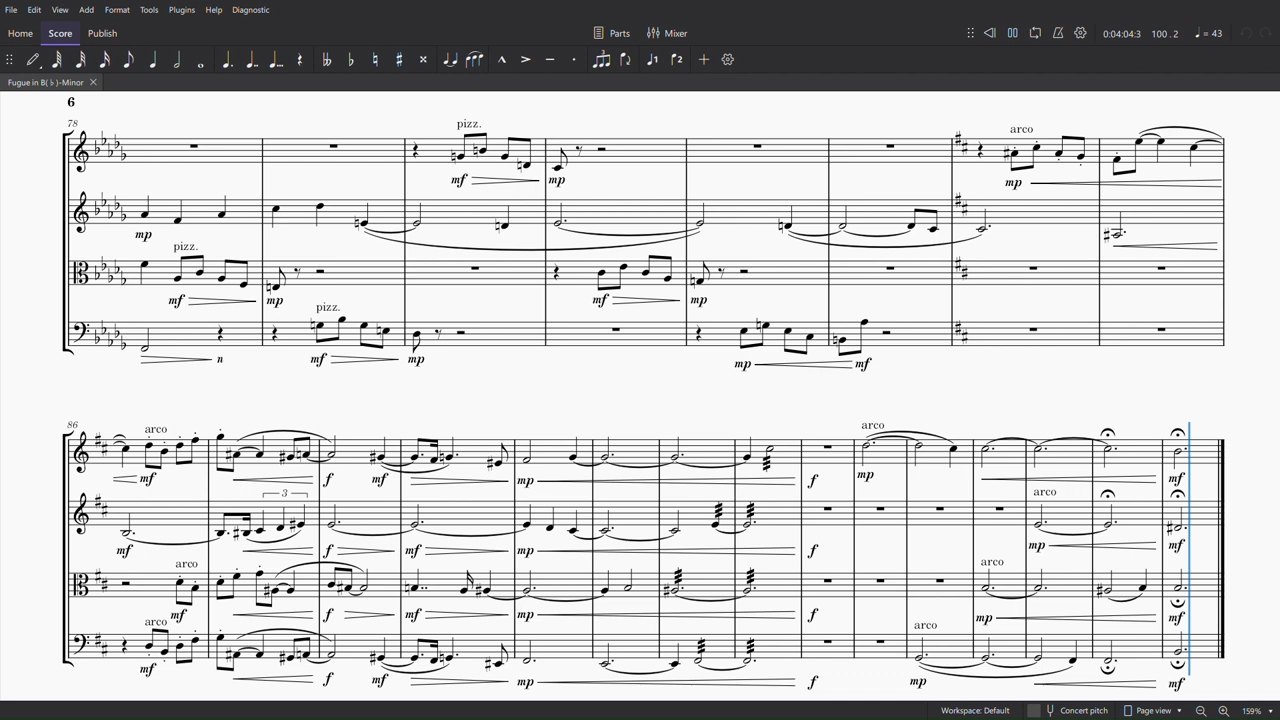 File Edit View Add Format Tools Plugins Help Diagnostic
Home Score Publish Parts Mixer 0:04:04:3 100 . 2 ♩ = 43
Fugue in B(♭)-Minor
6
78
pizz. arco
mf mp mp
mp
pizz.
mf mp mf mp
pizz.
n mf mp mp mf
86
arco arco
mf f mf mp f mp mf
3 arco
mf f mf mp f mp mf
arco arco
mf f mf mp f mp mf
arco arco
mf f mf mp f mp mf
Workspace: Default Concert pitch Page view 159%